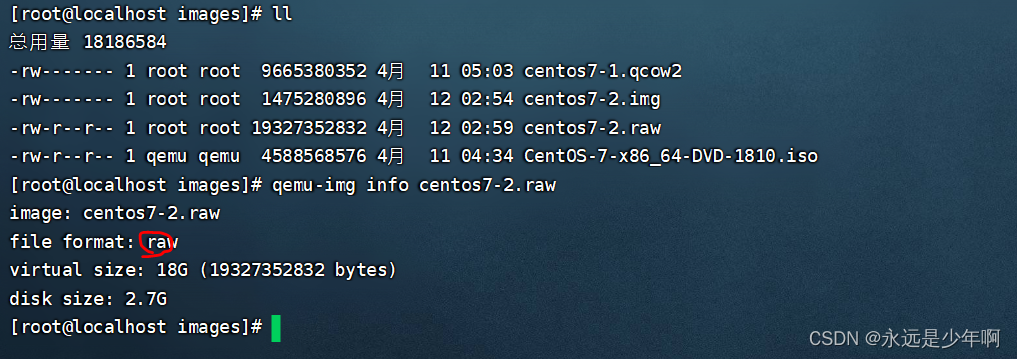 [root@localhost images]# ll
总用量 18186584
-rw------- 1 root root  9665380352 4月  11 05:03 centos7-1.qcow2
-rw------- 1 root root  1475280896 4月  12 02:54 centos7-2.img
-rw-r--r-- 1 root root 19327352832 4月  12 02:59 centos7-2.raw
-rw-r--r-- 1 qemu qemu  4588568576 4月  11 04:34 CentOS-7-x86_64-DVD-1810.iso
[root@localhost images]# qemu-img info centos7-2.raw
image: centos7-2.raw
file format: raw
virtual size: 18G (19327352832 bytes)
disk size: 2.7G
[root@localhost images]#
CSDN @永远是少年啊